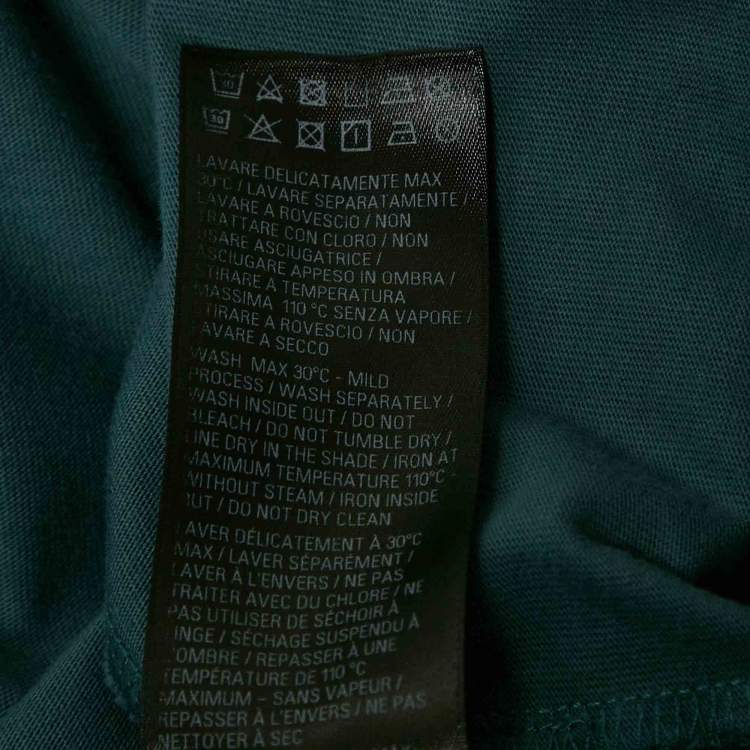 30
30
LAVARE DELICATAMENTE MAX
30°C / LAVARE SEPARATAMENTE /
LAVARE A ROVESCIO / NON
TRATTARE CON CLORO / NON
USARE ASCIUGATRICE /
ASCIUGARE APPESO IN OMBRA /
STIRARE A TEMPERATURA
MASSIMA 110 °C SENZA VAPORE /
STIRARE A ROVESCIO / NON
LAVARE A SECCO
WASH MAX 30°C - MILD
PROCESS / WASH SEPARATELY /
WASH INSIDE OUT / DO NOT
BLEACH / DO NOT TUMBLE DRY /
LINE DRY IN THE SHADE / IRON AT
MAXIMUM TEMPERATURE 110°C -
WITHOUT STEAM / IRON INSIDE
OUT / DO NOT DRY CLEAN
LAVER DÉLICATEMENT À 30°C
MAX / LAVER SÉPARÉMENT /
LAVER À L'ENVERS / NE PAS
TRAITER AVEC DU CHLORE / NE
PAS UTILISER DE SÉCHOIR À
LINGE / SÉCHAGE SUSPENDU À
L'OMBRE / REPASSER À UNE
TEMPÉRATURE DE 110 °C
MAXIMUM - SANS VAPEUR /
REPASSER À L'ENVERS / NE PAS
NETTOYER À SEC